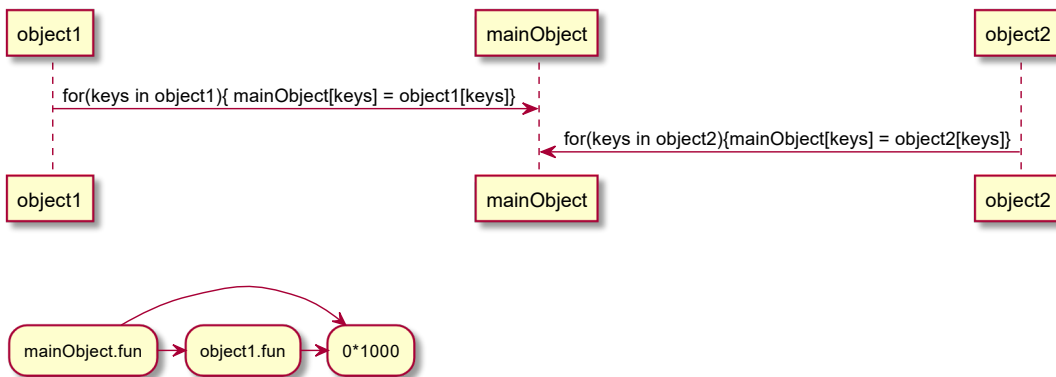 object1
mainObject
object2
for(keys in object1){ mainObject[keys] = object1[keys]}
for(keys in object2){mainObject[keys] = object2[keys]}
object1
mainObject
object2
mainObject.fun
object1.fun
0*1000